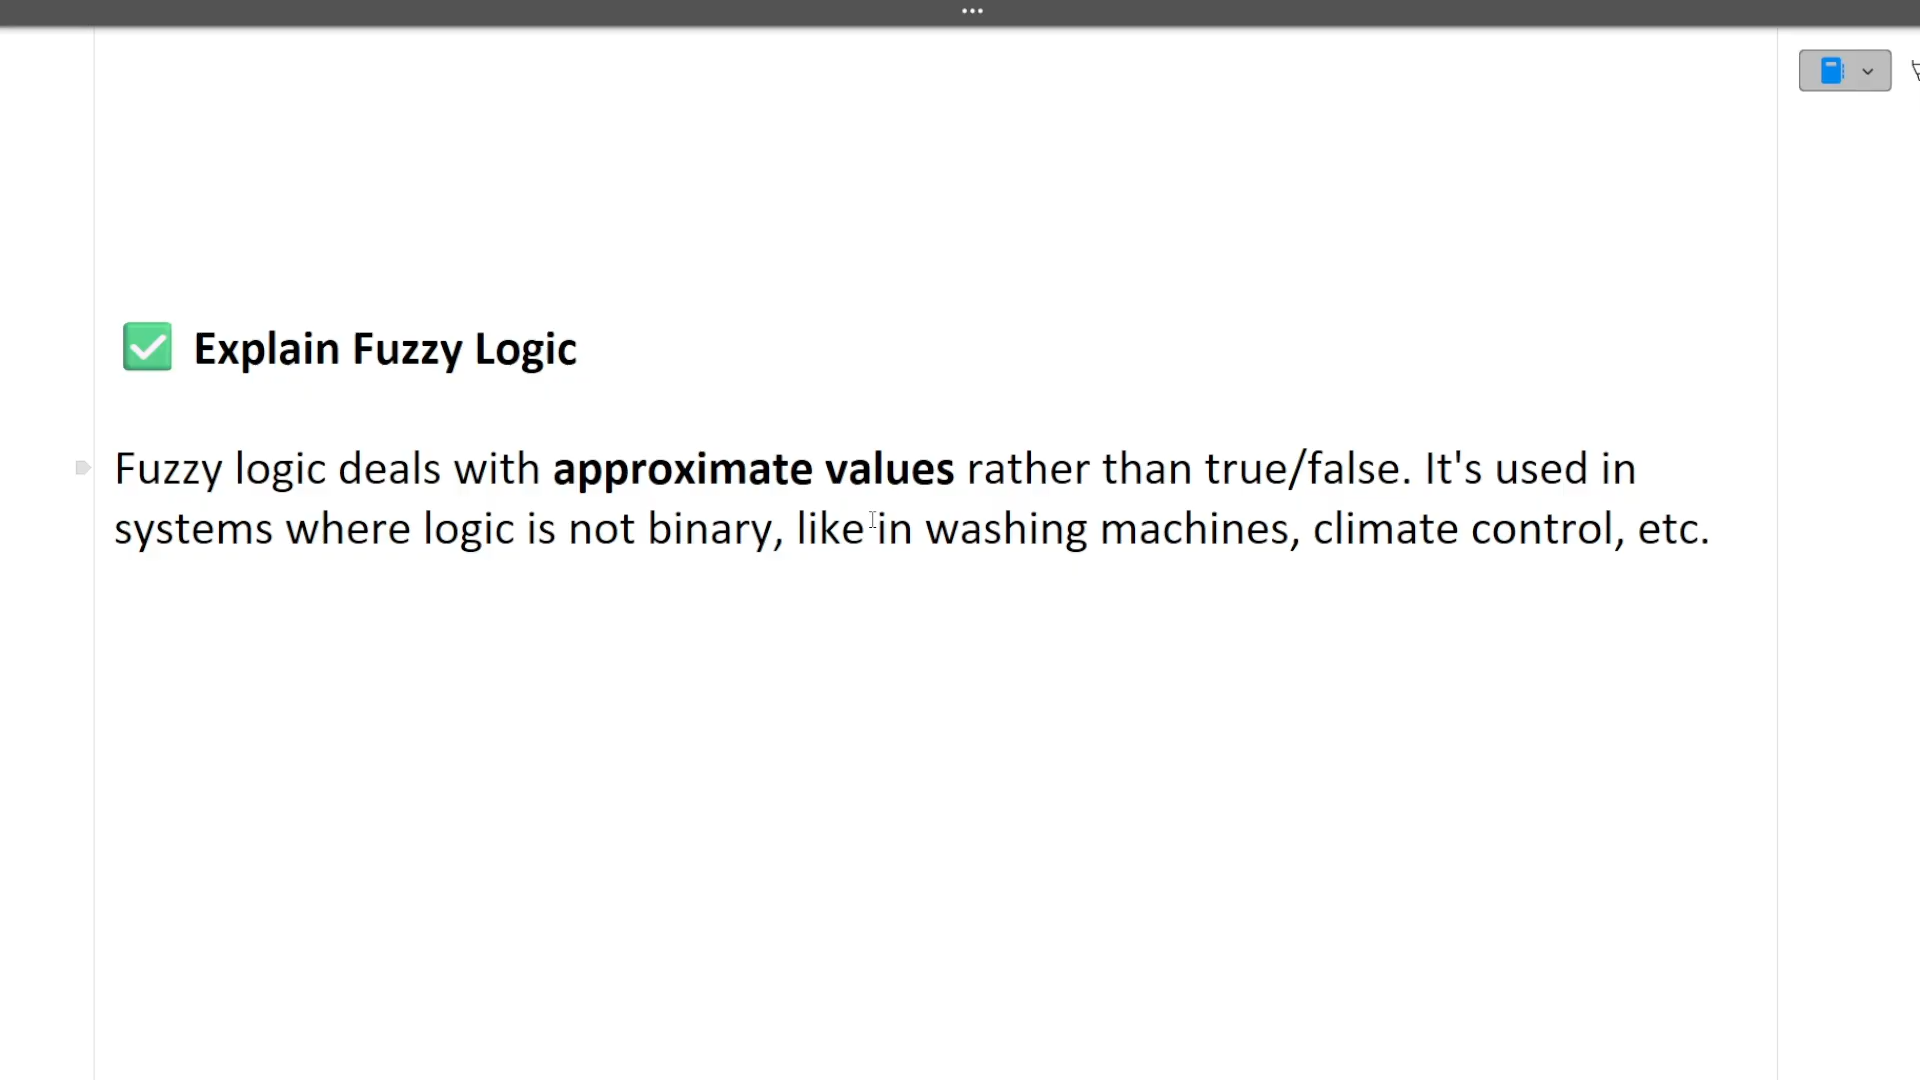 Explain Fuzzy Logic
Fuzzy logic deals with approximate values rather than true/false. It's used in
systems where logic is not binary, like in washing machines, climate control, etc.